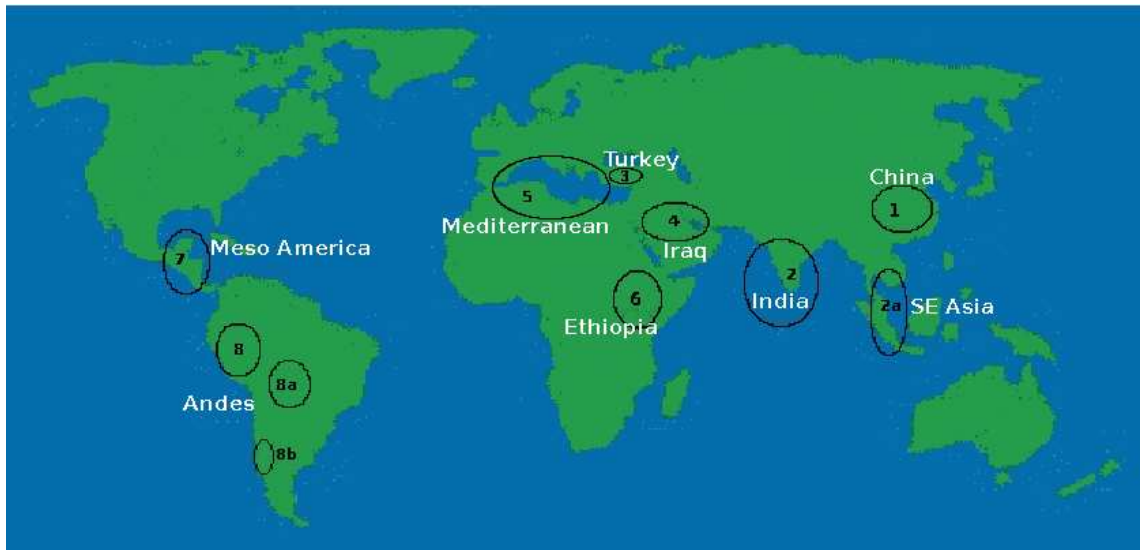 Turkey
3
China
1
5
Mediterranean
4
Iraq
Meso America
7
2
India
6
Ethiopia
2a
SE Asia
8
8a
Andes
8b